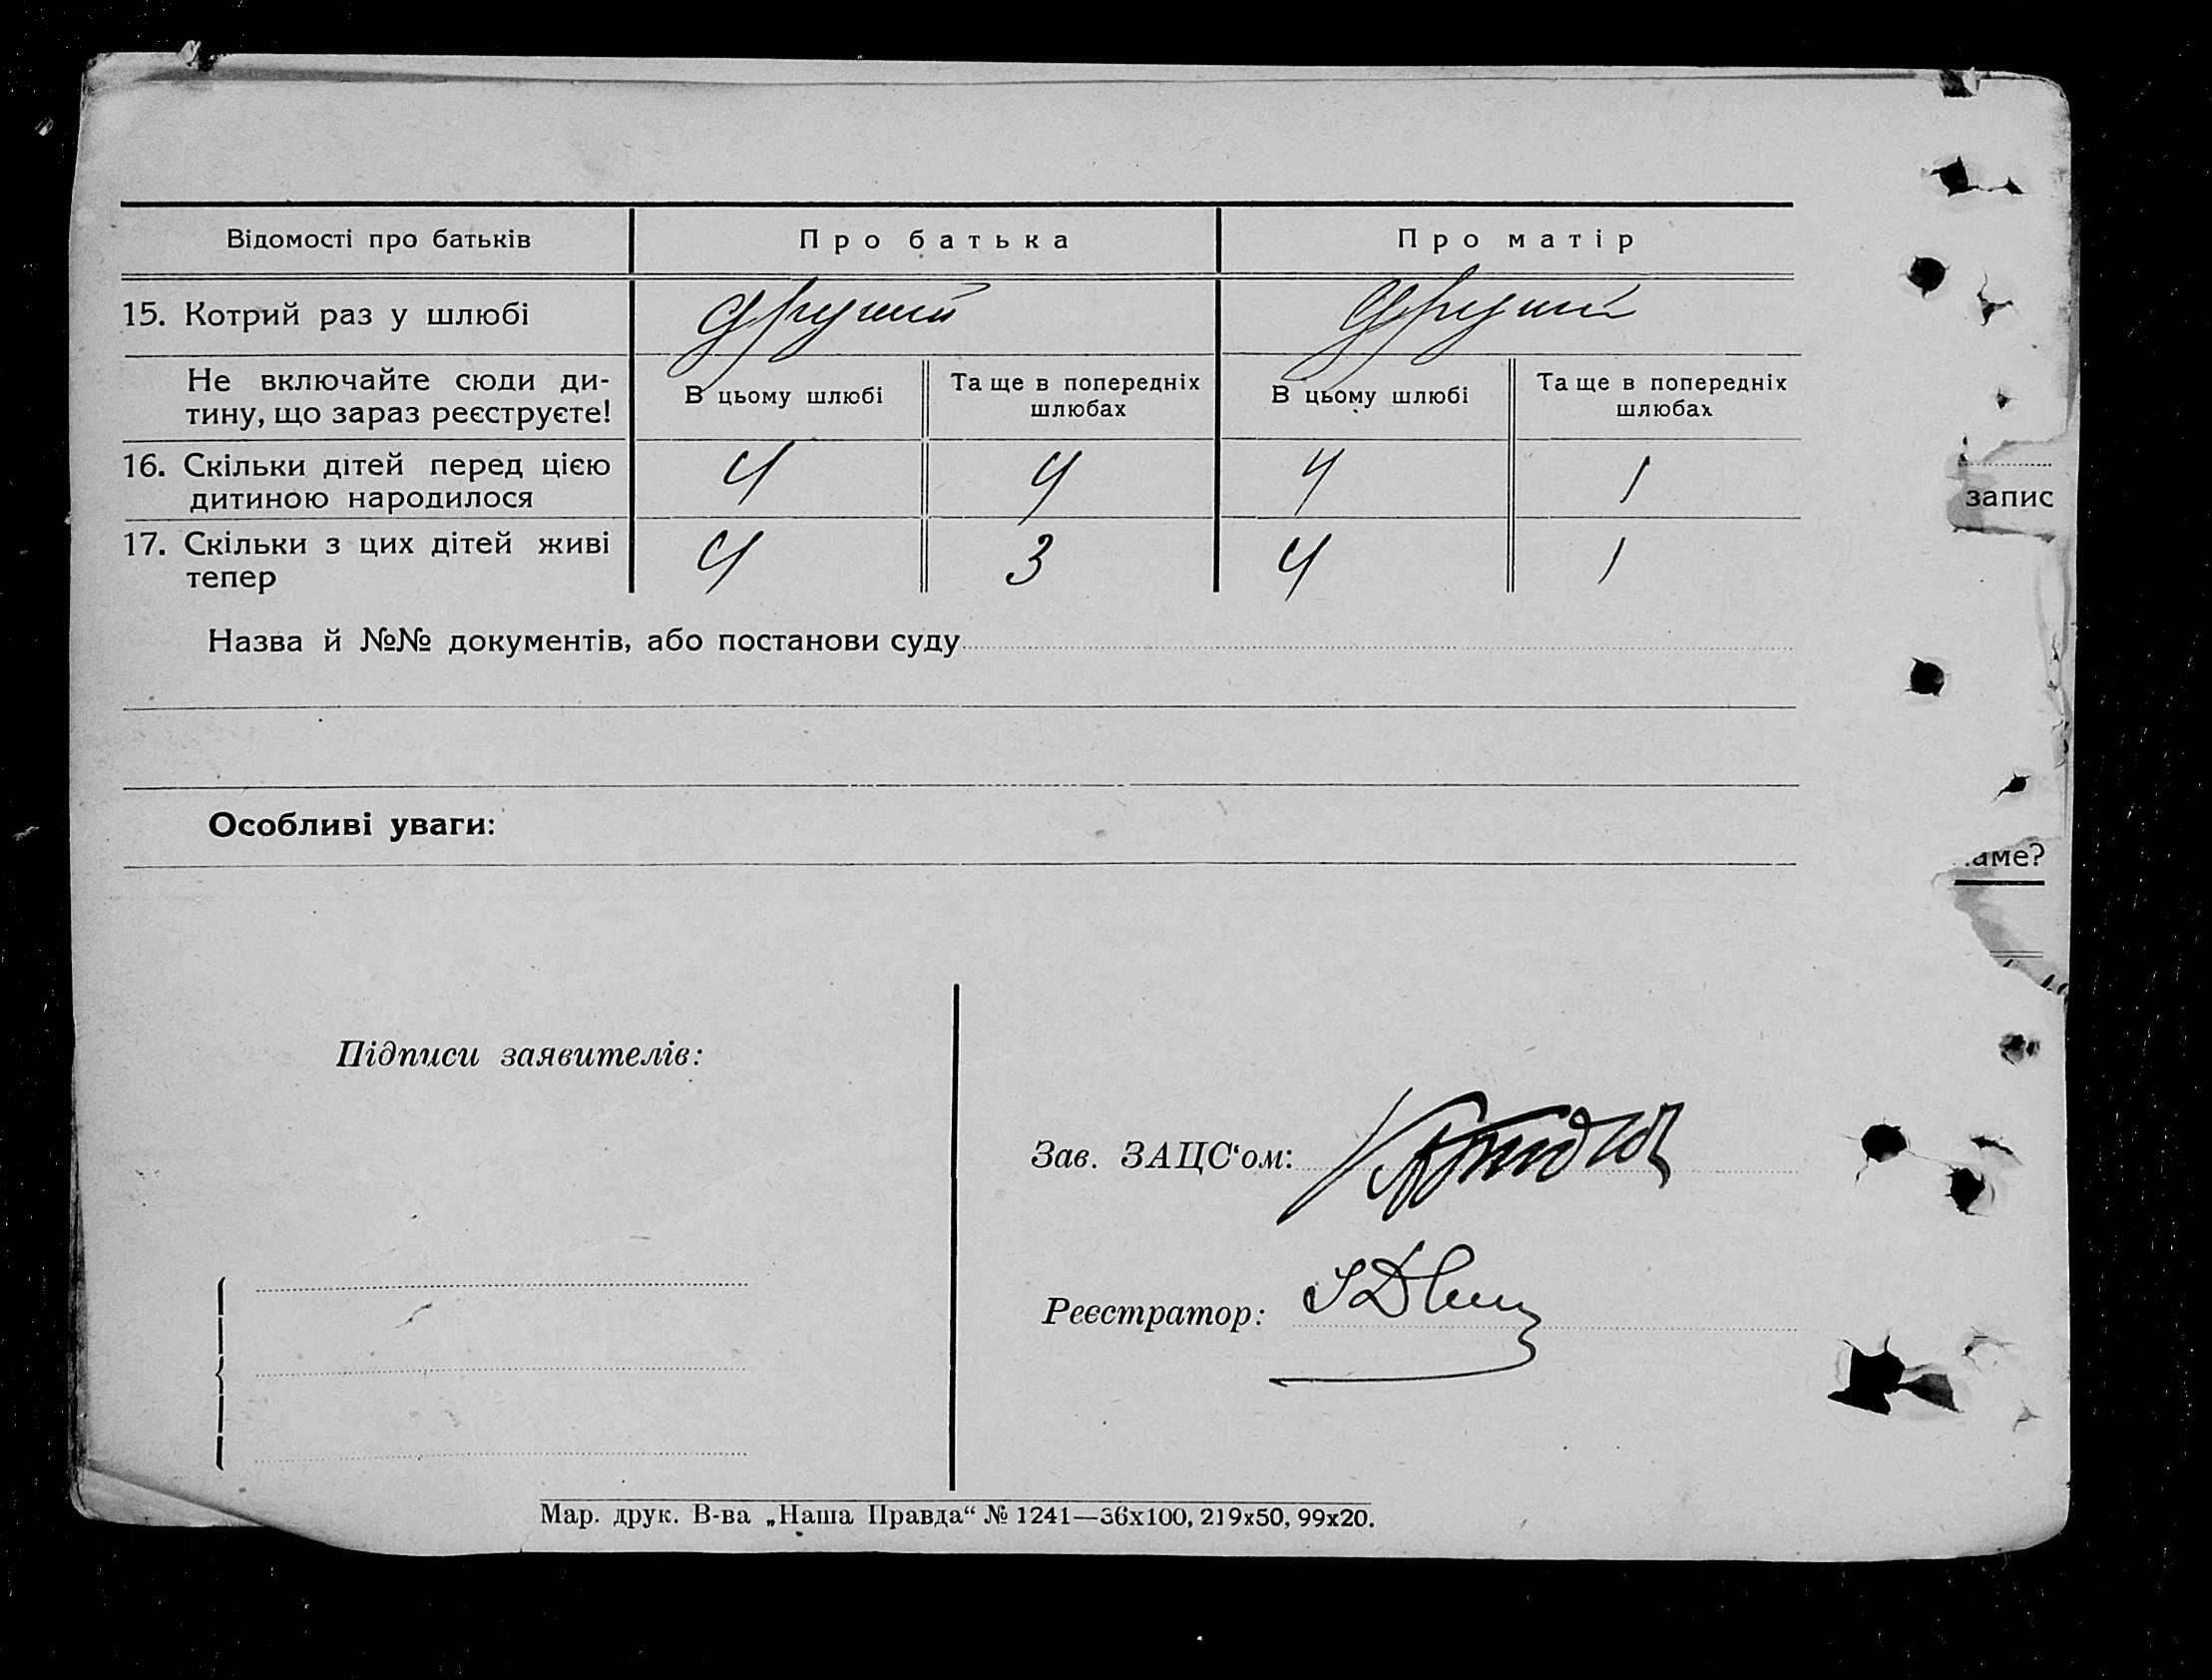 Відомості про батьків Про батька Про матір
15. Котрий раз у шлюбі другий другий
Не включайте сюди ди-
тину, що зараз реєструєте!
В цьому шлюбі
Та ще в попередніх
шлюбах
В цьому шлюбі
Та ще в попередніх
шлюбах
16. Скільки дітей перед цією
дитиною народилося
4 4 4 1
17. Скільки з цих дітей живі
тепер
4 3 4 1
запис
Назва й №№ документів, або постанови суду
Особливі уваги:
аме?
Підписи заявителів:
Зав. ЗАЦС‘ом:
Реєстратор:
Мар. друк. В-ва „Наша Правда“ № 1241—36х100, 219х50, 99х20.